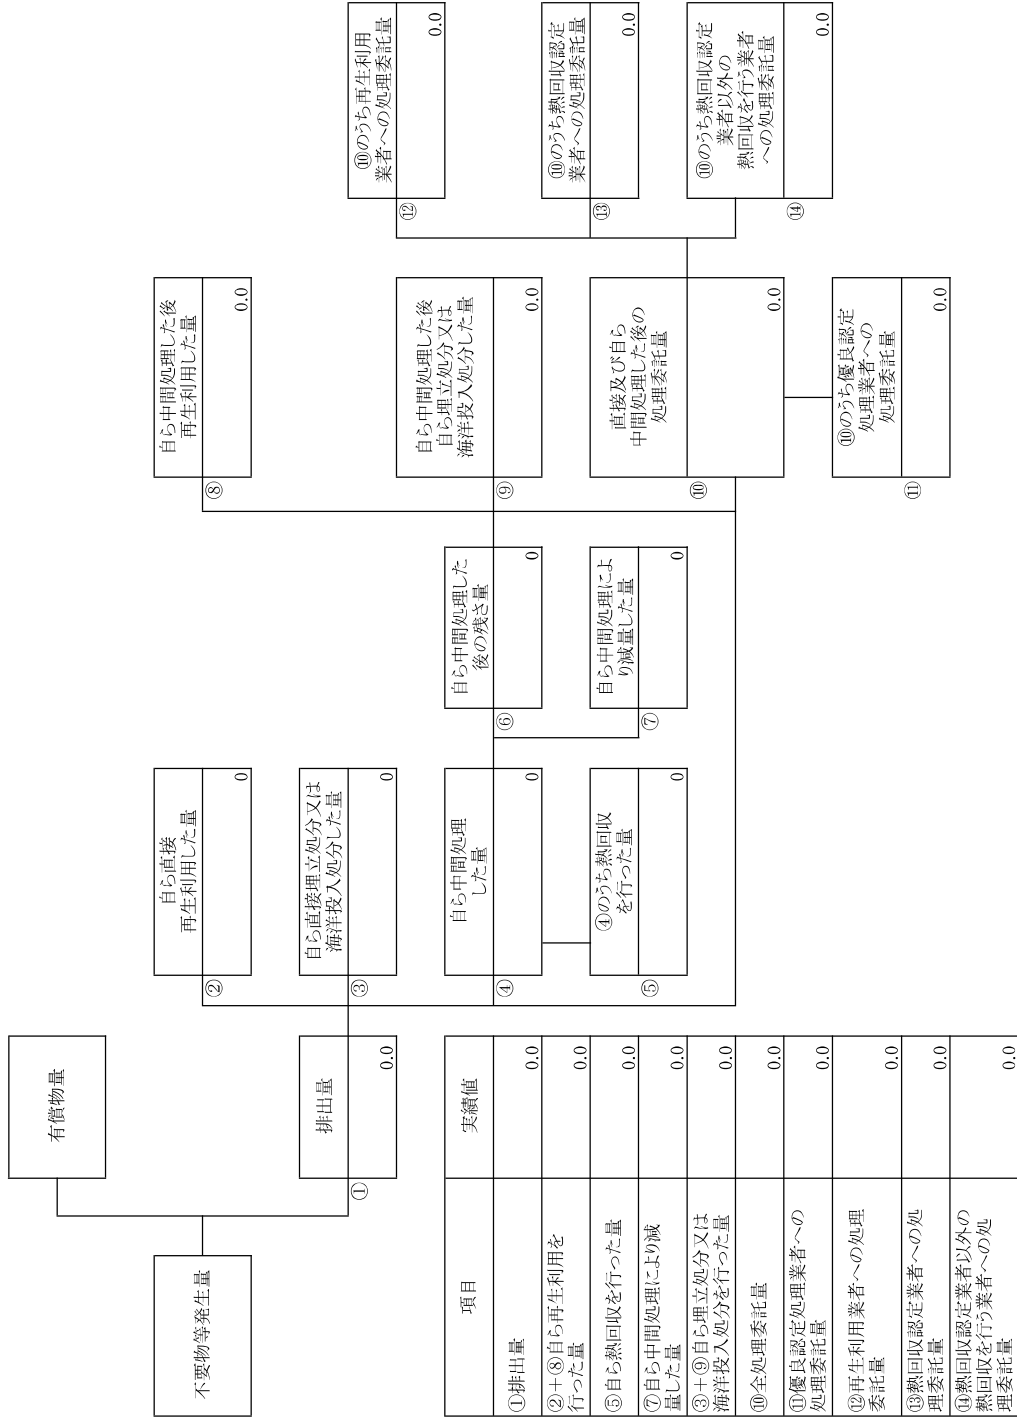 有償物量
不要物等発生量
排出量
①
0.0
自ら直接
再生利用した量
②
0
自ら直接埋立処分又は
海洋投入処分した量
③
0
自ら中間処理
した量
④
0
④のうち熱回収
を行った量
⑤
0
自ら中間処理した
後の残さ量
⑥
0
自ら中間処理によ
り減量した量
⑦
0
自ら中間処理した後
再生利用した量
⑧
0.0
自ら中間処理した後
自ら埋立処分又は
海洋投入処分した量
⑨
0.0
直接及び自ら
中間処理した後の
処理委託量
⑩
0.0
⑩のうち優良認定
処理業者への
処理委託量
⑪
0.0
⑩のうち再生利用
業者への処理委託量
⑫
0.0
⑩のうち熱回収認定
業者への処理委託量
⑬
0.0
⑩のうち熱回収認定
業者以外の
熱回収を行う業者
への処理委託量
⑭
0.0
項目 実績値
①排出量 0.0
②+⑧自ら再生利用を
行った量 0.0
⑤自ら熱回収を行った量 0.0
⑦自ら中間処理により減
量した量 0.0
③+⑨自ら埋立処分又は
海洋投入処分を行った量 0.0
⑩全処理委託量 0.0
⑪優良認定処理業者への
処理委託量 0.0
⑫再生利用業者への処理
委託量 0.0
⑬熱回収認定業者への処
理委託量 0.0
⑭熱回収認定業者以外の
熱回収を行う業者への処
理委託量 0.0